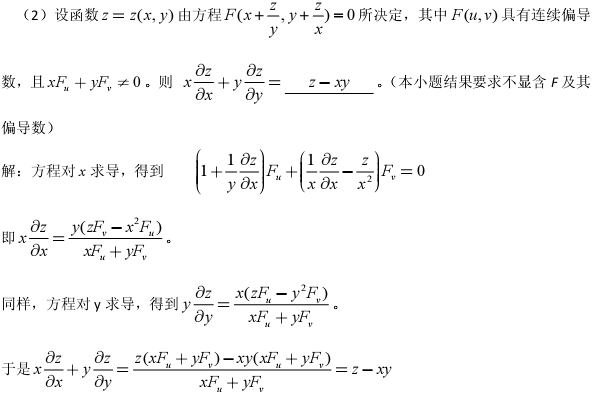 （2）设函数 z = z(x, y) 由方程 F(x + z/y, y + z/x) = 0 所决定，其中 F(u, v) 具有连续偏导
数，且 xF_u + yF_v ≠ 0 。则 x ∂z/∂x + y ∂z/∂y = z − xy 。（本小题结果要求不显含 F 及其
偏导数）
解：方程对 x 求导，得到 (1 + 1/y ∂z/∂x) F_u + (1/x ∂z/∂x − z/x²) F_v = 0
即 x ∂z/∂x = y(zF_v − x²F_u) / (xF_u + yF_v) 。
同样，方程对 y 求导，得到 y ∂z/∂y = x(zF_u − y²F_v) / (xF_u + yF_v) 。
于是 x ∂z/∂x + y ∂z/∂y = (z(xF_u + yF_v) − xy(xF_u + yF_v)) / (xF_u + yF_v) = z − xy